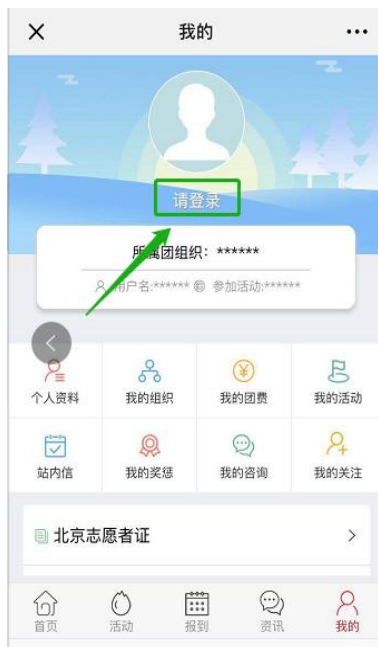 我的
请登录
所属团组织：******
用户名:****** 参加活动:******
个人资料 我的组织 我的团费 我的活动
站内信 我的奖惩 我的咨询 我的关注
北京志愿者证
首页 活动 报到 资讯 我的